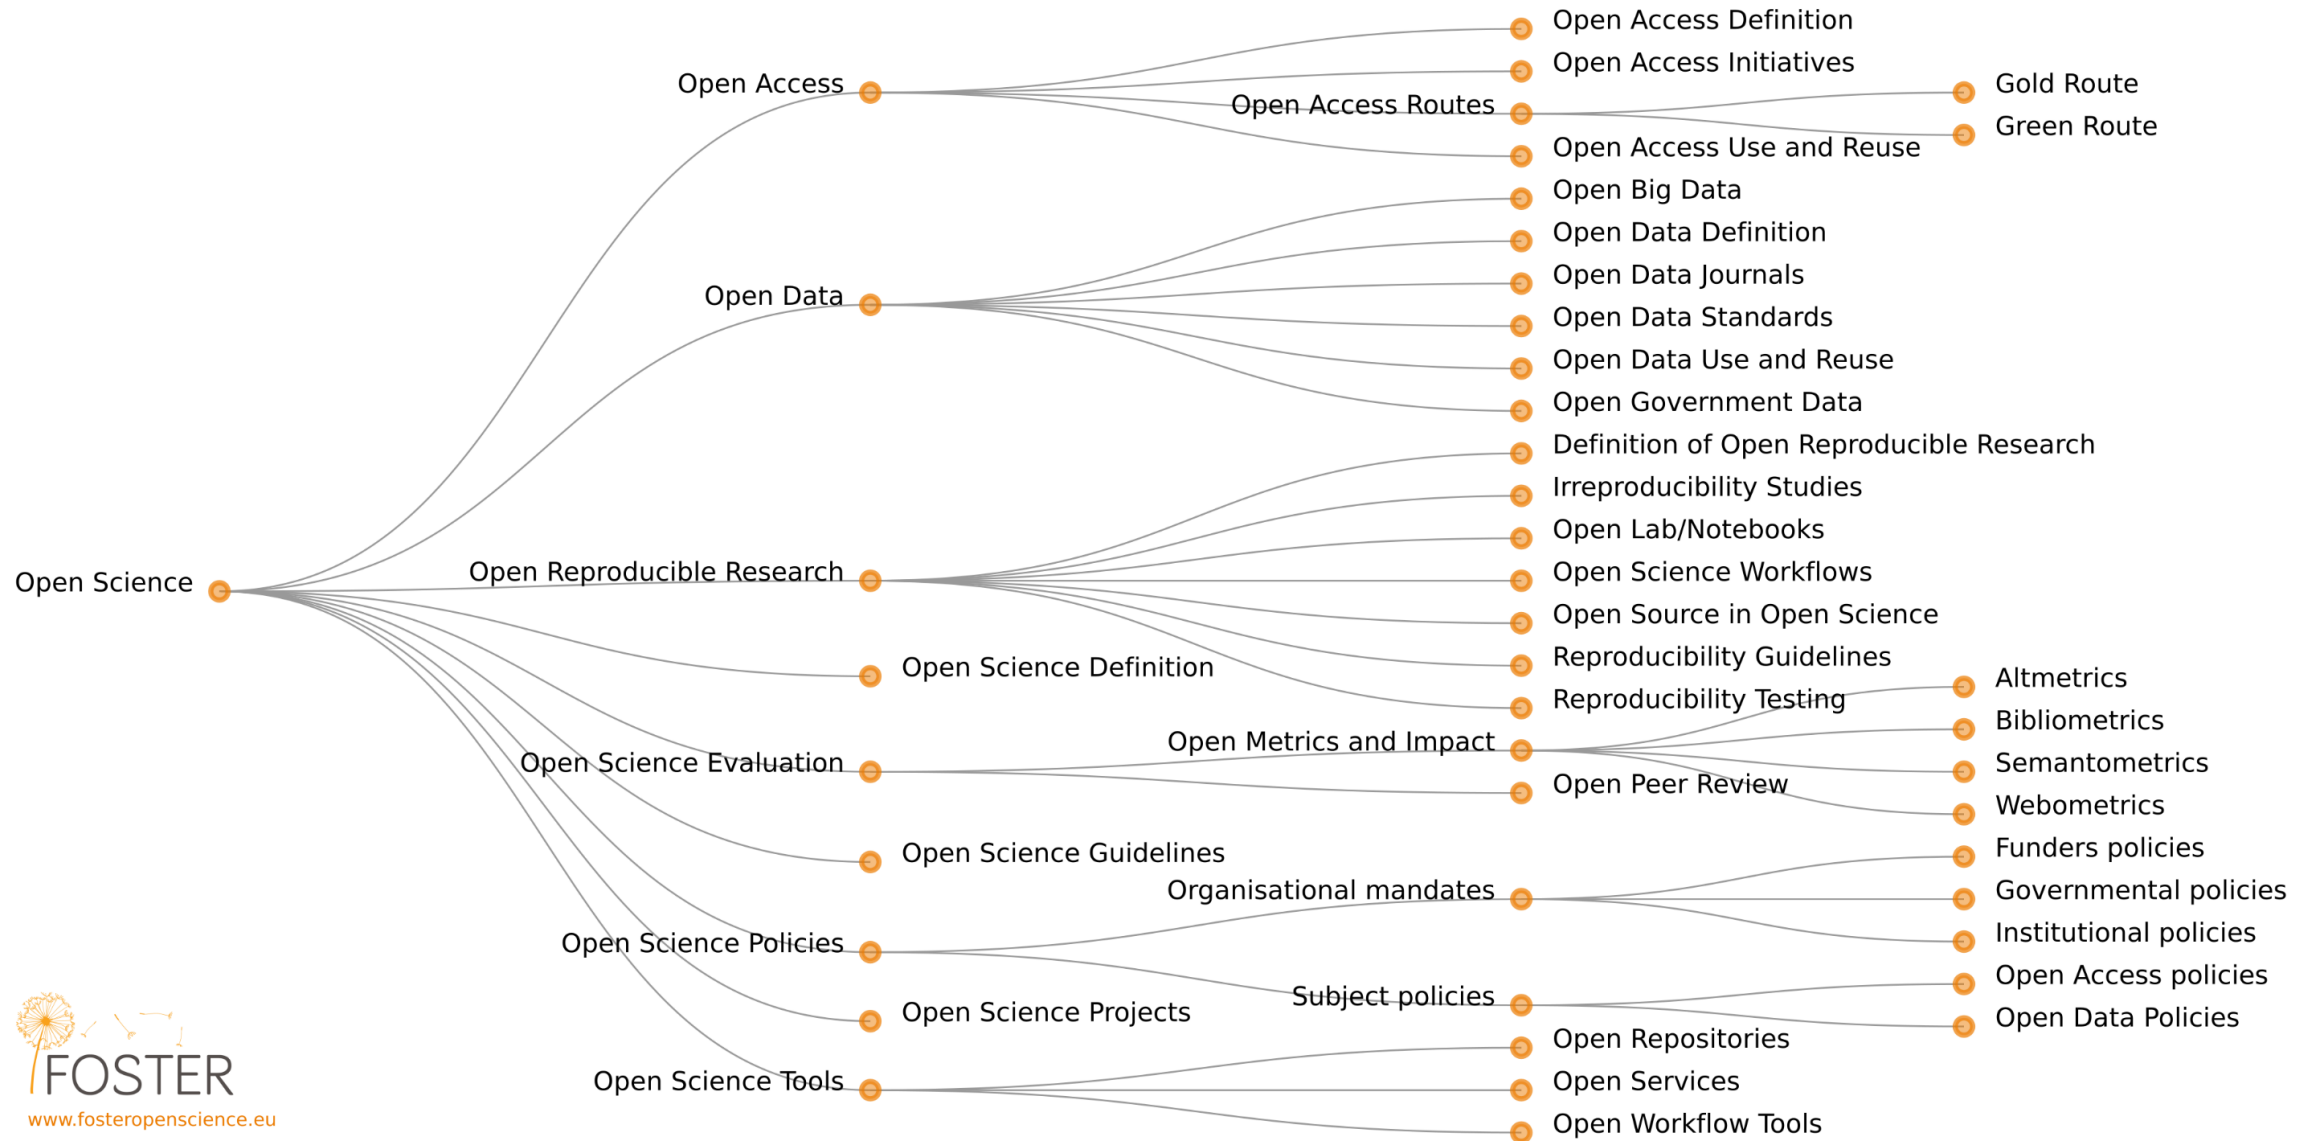 Open Access Definition
Open Access Initiatives
Open Access
Gold Route
Open Access Routes
Green Route
Open Access Use and Reuse
Open Big Data
Open Data Definition
Open Data Journals
Open Data
Open Data Standards
Open Data Use and Reuse
Open Government Data
Definition of Open Reproducible Research
Irreproducibility Studies
Open Lab/Notebooks
Open Science
Open Reproducible Research
Open Science Workflows
Open Source in Open Science
Reproducibility Guidelines
Open Science Definition
Altmetrics
Reproducibility Testing
Bibliometrics
Open Metrics and Impact
Open Science Evaluation
Semantometrics
Open Peer Review
Webometrics
Open Science Guidelines
Funders policies
Organisational mandates
Governmental policies
Institutional policies
Open Science Policies
Open Access policies
Subject policies
Open Science Projects
Open Data Policies
Open Repositories
Open Science Tools
Open Services
Open Workflow Tools
FOSTER
www.fosteropenscience.eu